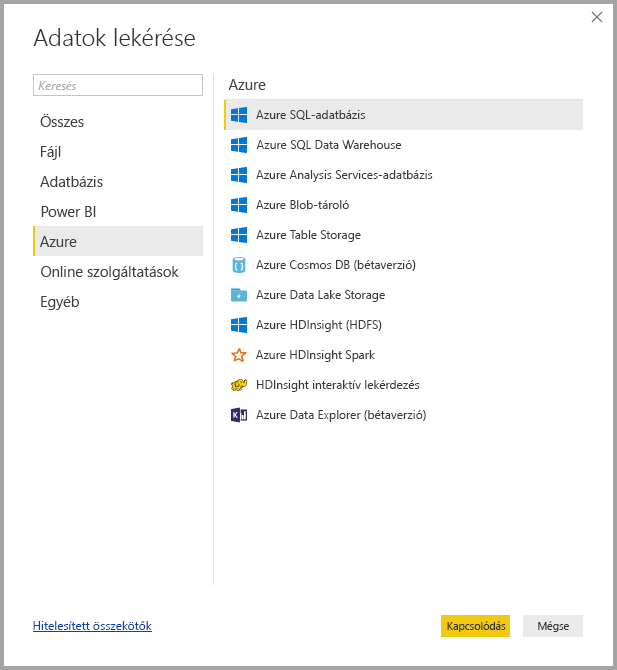 Adatok lekérése
Keresés
Összes
Fájl
Adatbázis
Power BI
Azure
Online szolgáltatások
Egyéb
Azure
Azure SQL-adatbázis
Azure SQL Data Warehouse
Azure Analysis Services-adatbázis
Azure Blob-tároló
Azure Table Storage
Azure Cosmos DB (bétaverzió)
Azure Data Lake Storage
Azure HDInsight (HDFS)
Azure HDInsight Spark
HDInsight interaktív lekérdezés
Azure Data Explorer (bétaverzió)
Hitelesített összekötők
Kapcsolódás
Mégse